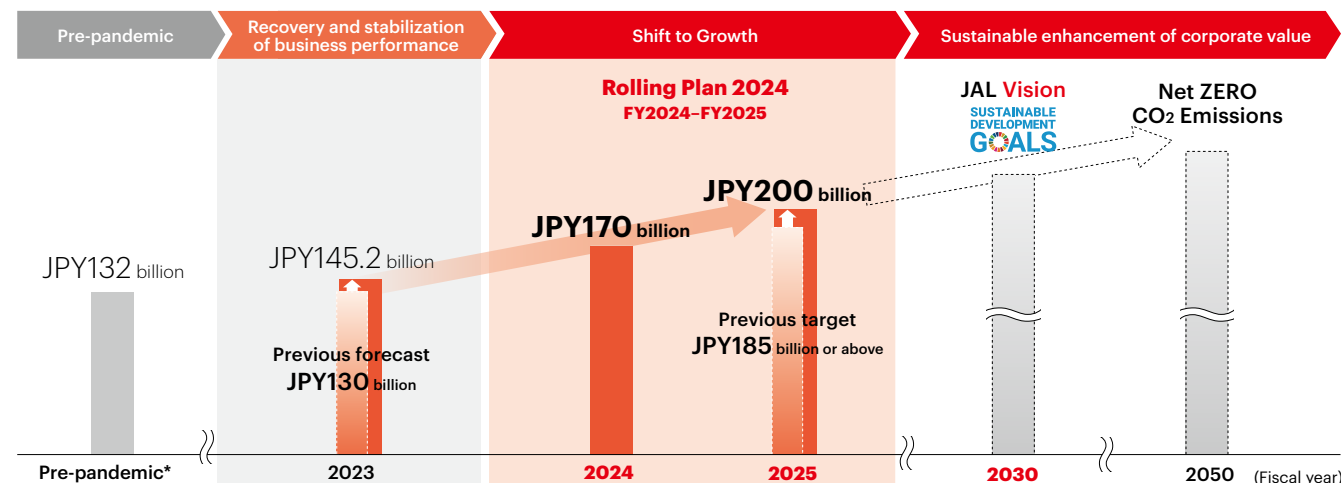 Pre-pandemic
Recovery and stabilization
of business performance
Shift to Growth
Sustainable enhancement of corporate value
Rolling Plan 2024
FY2024–FY2025
JAL Vision
SUSTAINABLE
DEVELOPMENT
GOALS
Net ZERO
CO2 Emissions
JPY132 billion
JPY145.2 billion
JPY170 billion
JPY200 billion
Previous forecast
JPY130 billion
Previous target
JPY185 billion or above
Pre-pandemic*
2023
2024
2025
2030
2050
(Fiscal year)